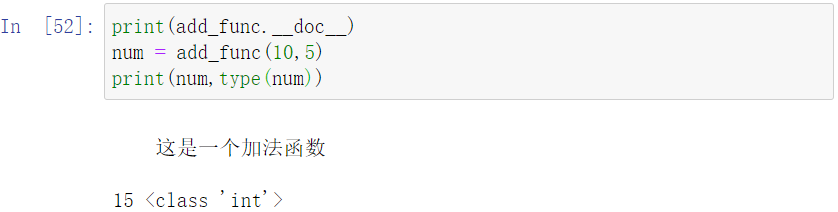 In [52]: print(add_func.__doc__)
num = add_func(10,5)
print(num,type(num))
这是一个加法函数
15 <class 'int'>